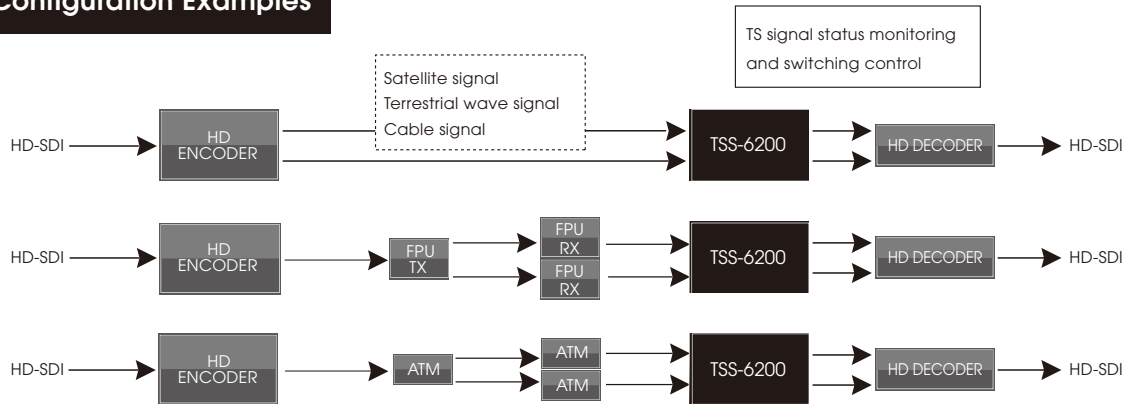 Configuration Examples
TS signal status monitoring
and switching control
Satellite signal
Terrestrial wave signal
Cable signal
HD-SDI
HD
ENCODER
TSS-6200
HD DECODER
HD-SDI
HD-SDI
HD
ENCODER
FPU
TX
FPU
RX
FPU
RX
TSS-6200
HD DECODER
HD-SDI
HD-SDI
HD
ENCODER
ATM
ATM
ATM
TSS-6200
HD DECODER
HD-SDI